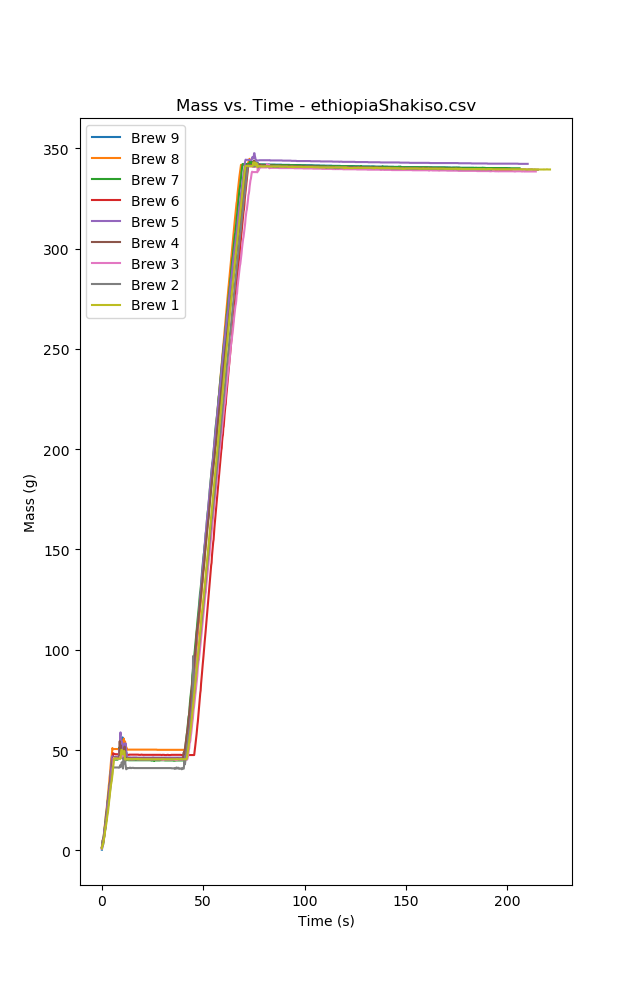 Mass vs. Time - ethiopiaShakiso.csv
Brew 9
Brew 8
Brew 7
Brew 6
Brew 5
Brew 4
Brew 3
Brew 2
Brew 1
350
300
250
200
150
100
50
0
Mass (g)
0 50 100 150 200
Time (s)